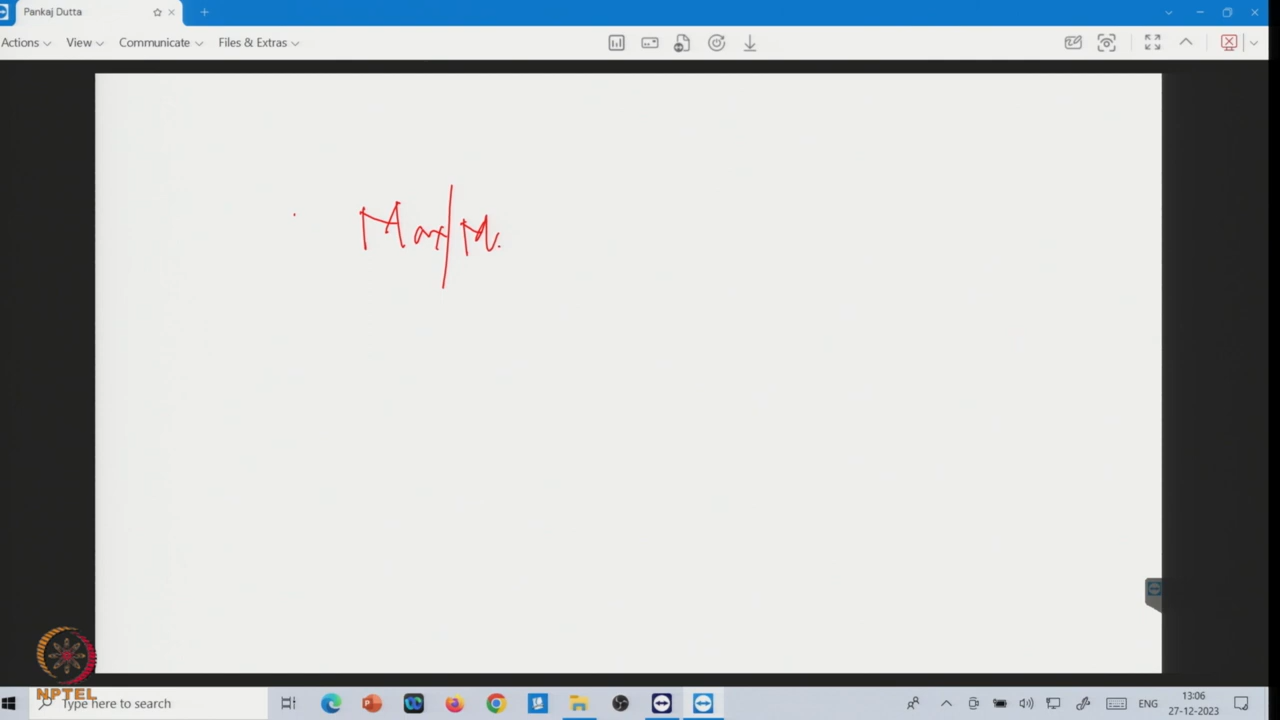 Pankaj Dutta
Actions View Communicate Files & Extras
Max/M
NPTEL
Type here to search
ENG
13:06
27-12-2023